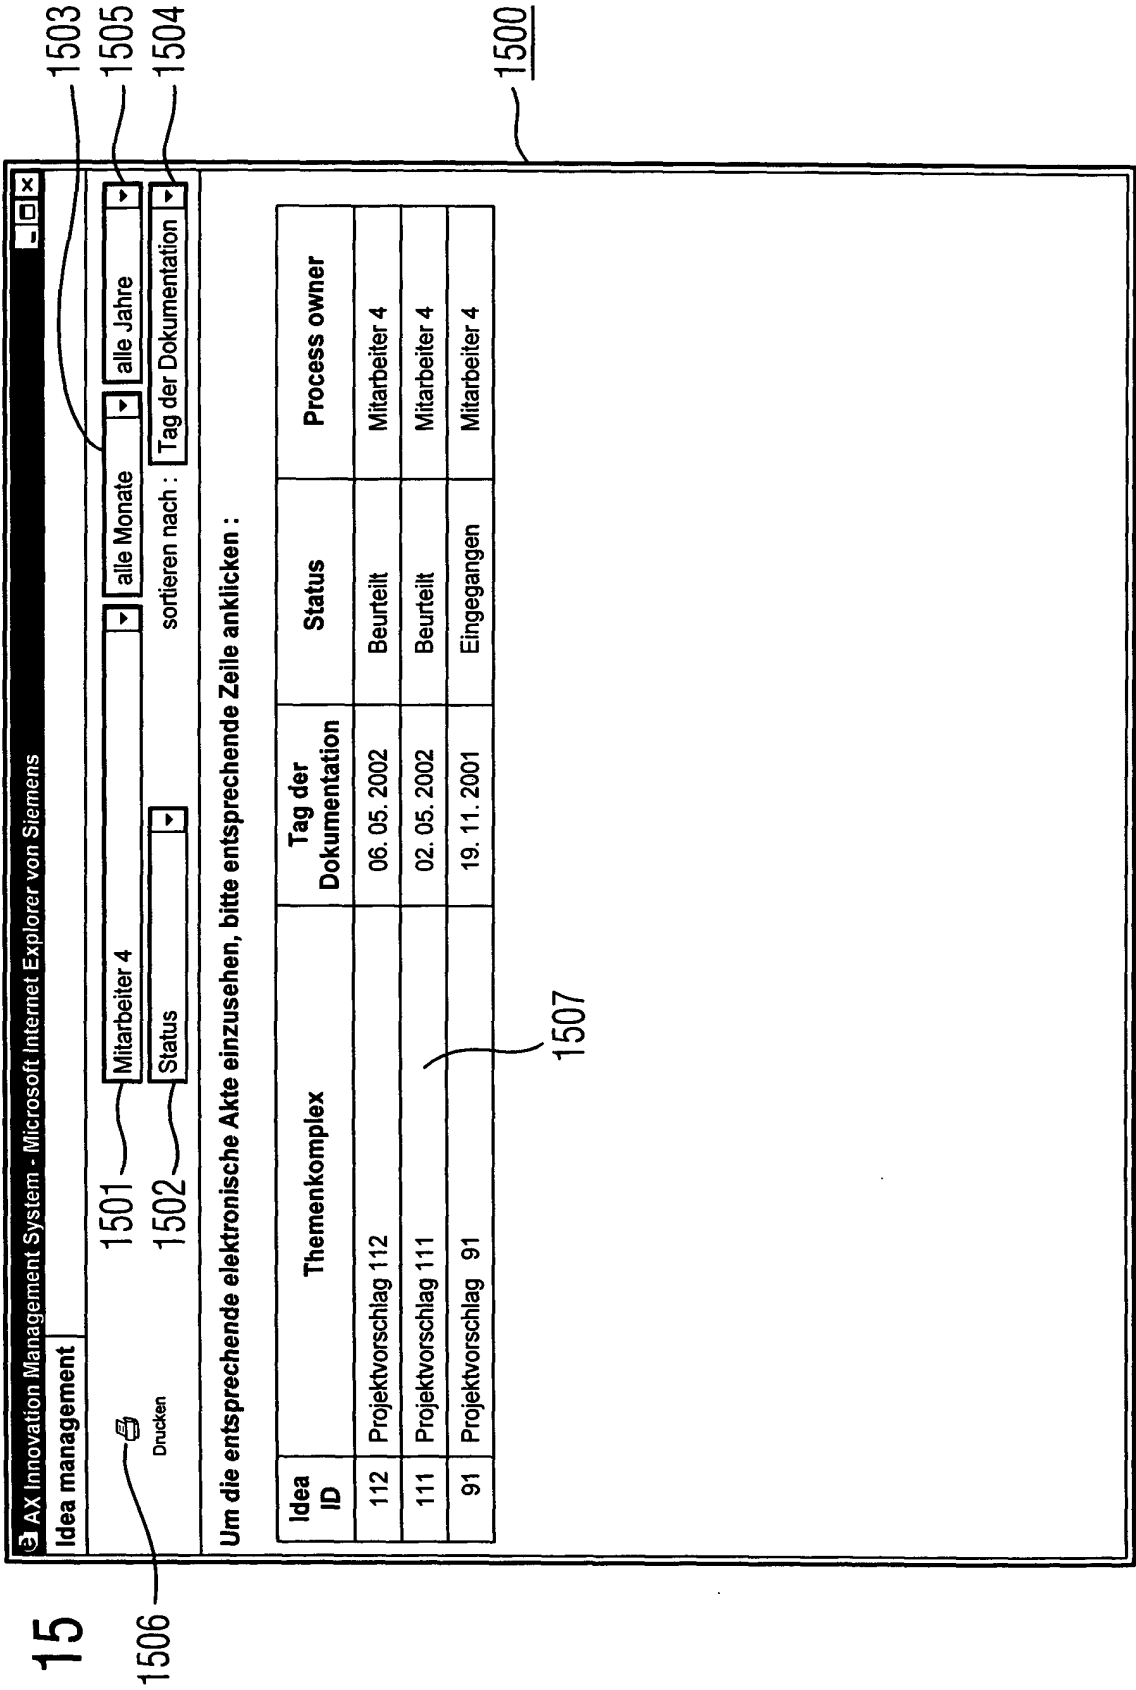 15
1503
1505
1504
AX Innovation Management System - Microsoft Internet Explorer von Siemens
Idea management
1506
Drucken
1501
Mitarbeiter 4
alle Monate
alle Jahre
1502
Status
sortieren nach :
Tag der Dokumentation
1500
Um die entsprechende elektronische Akte einzusehen, bitte entsprechende Zeile anklicken :
Idea ID Themenkomplex Tag der Dokumentation Status Process owner
112 Projektvorschlag 112 06. 05. 2002 Beurteilt Mitarbeiter 4
111 Projektvorschlag 111 02. 05. 2002 Beurteilt Mitarbeiter 4
91 Projektvorschlag 91 19. 11. 2001 Eingegangen Mitarbeiter 4
1507